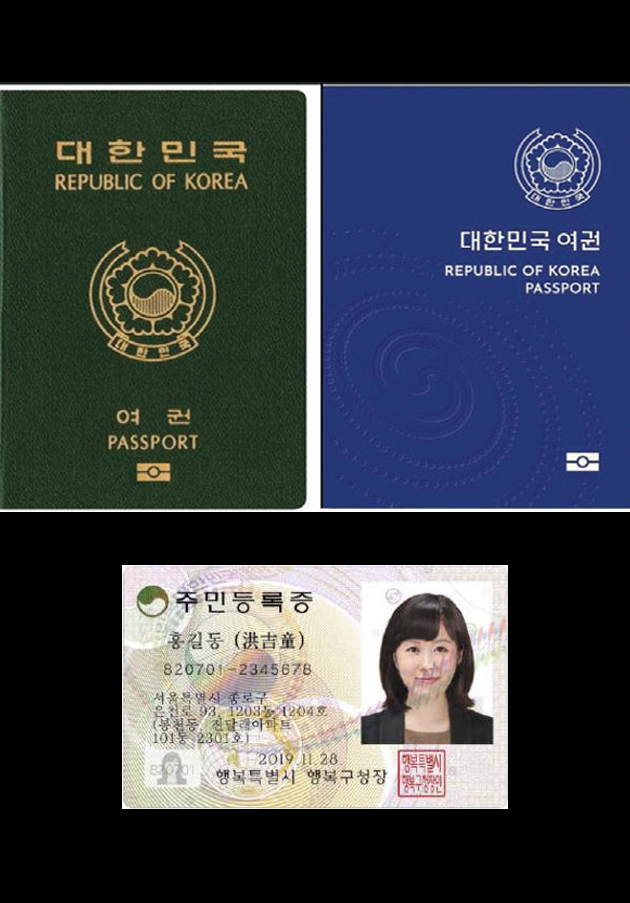 대한민국
REPUBLIC OF KOREA
대한민국
여권
PASSPORT
대한민국
대한민국 여권
REPUBLIC OF KOREA
PASSPORT
주민등록증
홍길동 (洪吉童)
820701-2345678
서울특별시 종로구
은천로 93, 1203동 1204호
(봉천동, 진달래아파트
101동 2301호)
820701
2019.11.28
행복특별시 행복구청장
행복특별시
행복구청장인